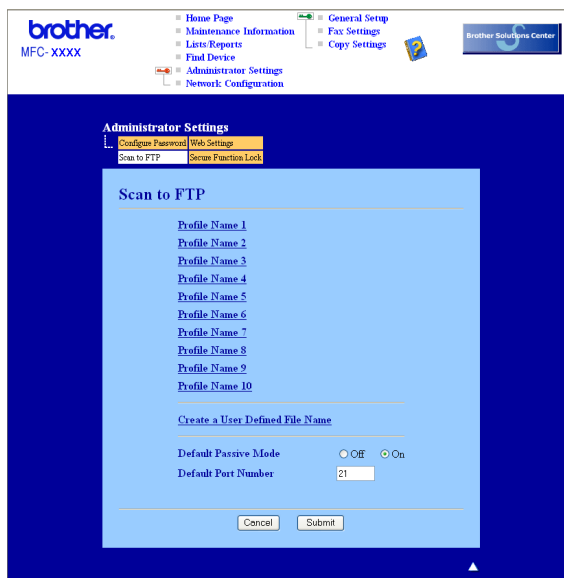 brother.
MFC- XXXX
Home Page
Maintenance Information
Lists/Reports
Find Device
Administrator Settings
Network Configuration
General Setup
Fax Settings
Copy Settings
Brother Solutions Center
Administrator Settings
Configure Password Web Settings
Scan to FTP Secure Function Lock
Scan to FTP
Profile Name 1
Profile Name 2
Profile Name 3
Profile Name 4
Profile Name 5
Profile Name 6
Profile Name 7
Profile Name 8
Profile Name 9
Profile Name 10
Create a User Defined File Name
Default Passive Mode Off On
Default Port Number 21
Cancel Submit